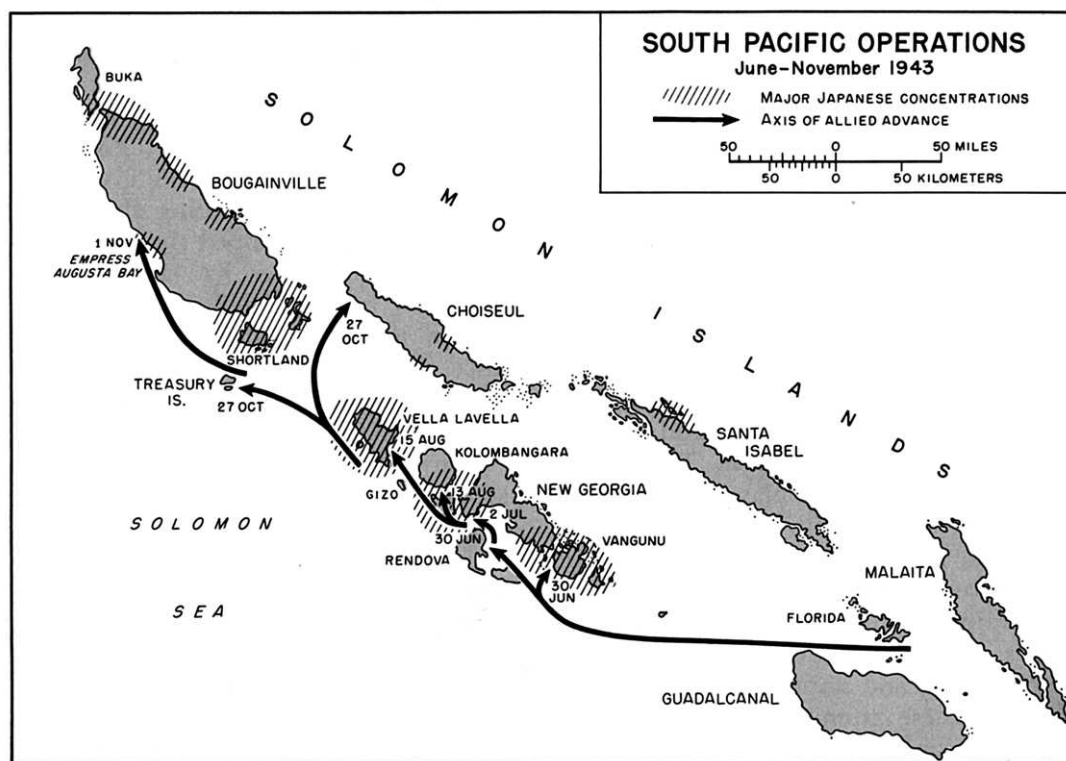 SOUTH PACIFIC OPERATIONS
June–November 1943
MAJOR JAPANESE CONCENTRATIONS
AXIS OF ALLIED ADVANCE
50 0 50 MILES
50 0 50 KILOMETERS
BUKA
SOLOMON ISLANDS
BOUGAINVILLE
1 NOV
EMPRESS
AUGUSTA BAY
CHOISEUL
27
OCT
SHORTLAND
TREASURY
IS.
27 OCT
VELLA LAVELLA
15 AUG
KOLOMBANGARA
SANTA
ISABEL
GIZO
13 AUG
NEW GEORGIA
2 JUL
SOLOMON
SEA
30 JUN
RENDOVA
VANGUNU
30
JUN
MALAITA
FLORIDA
GUADALCANAL